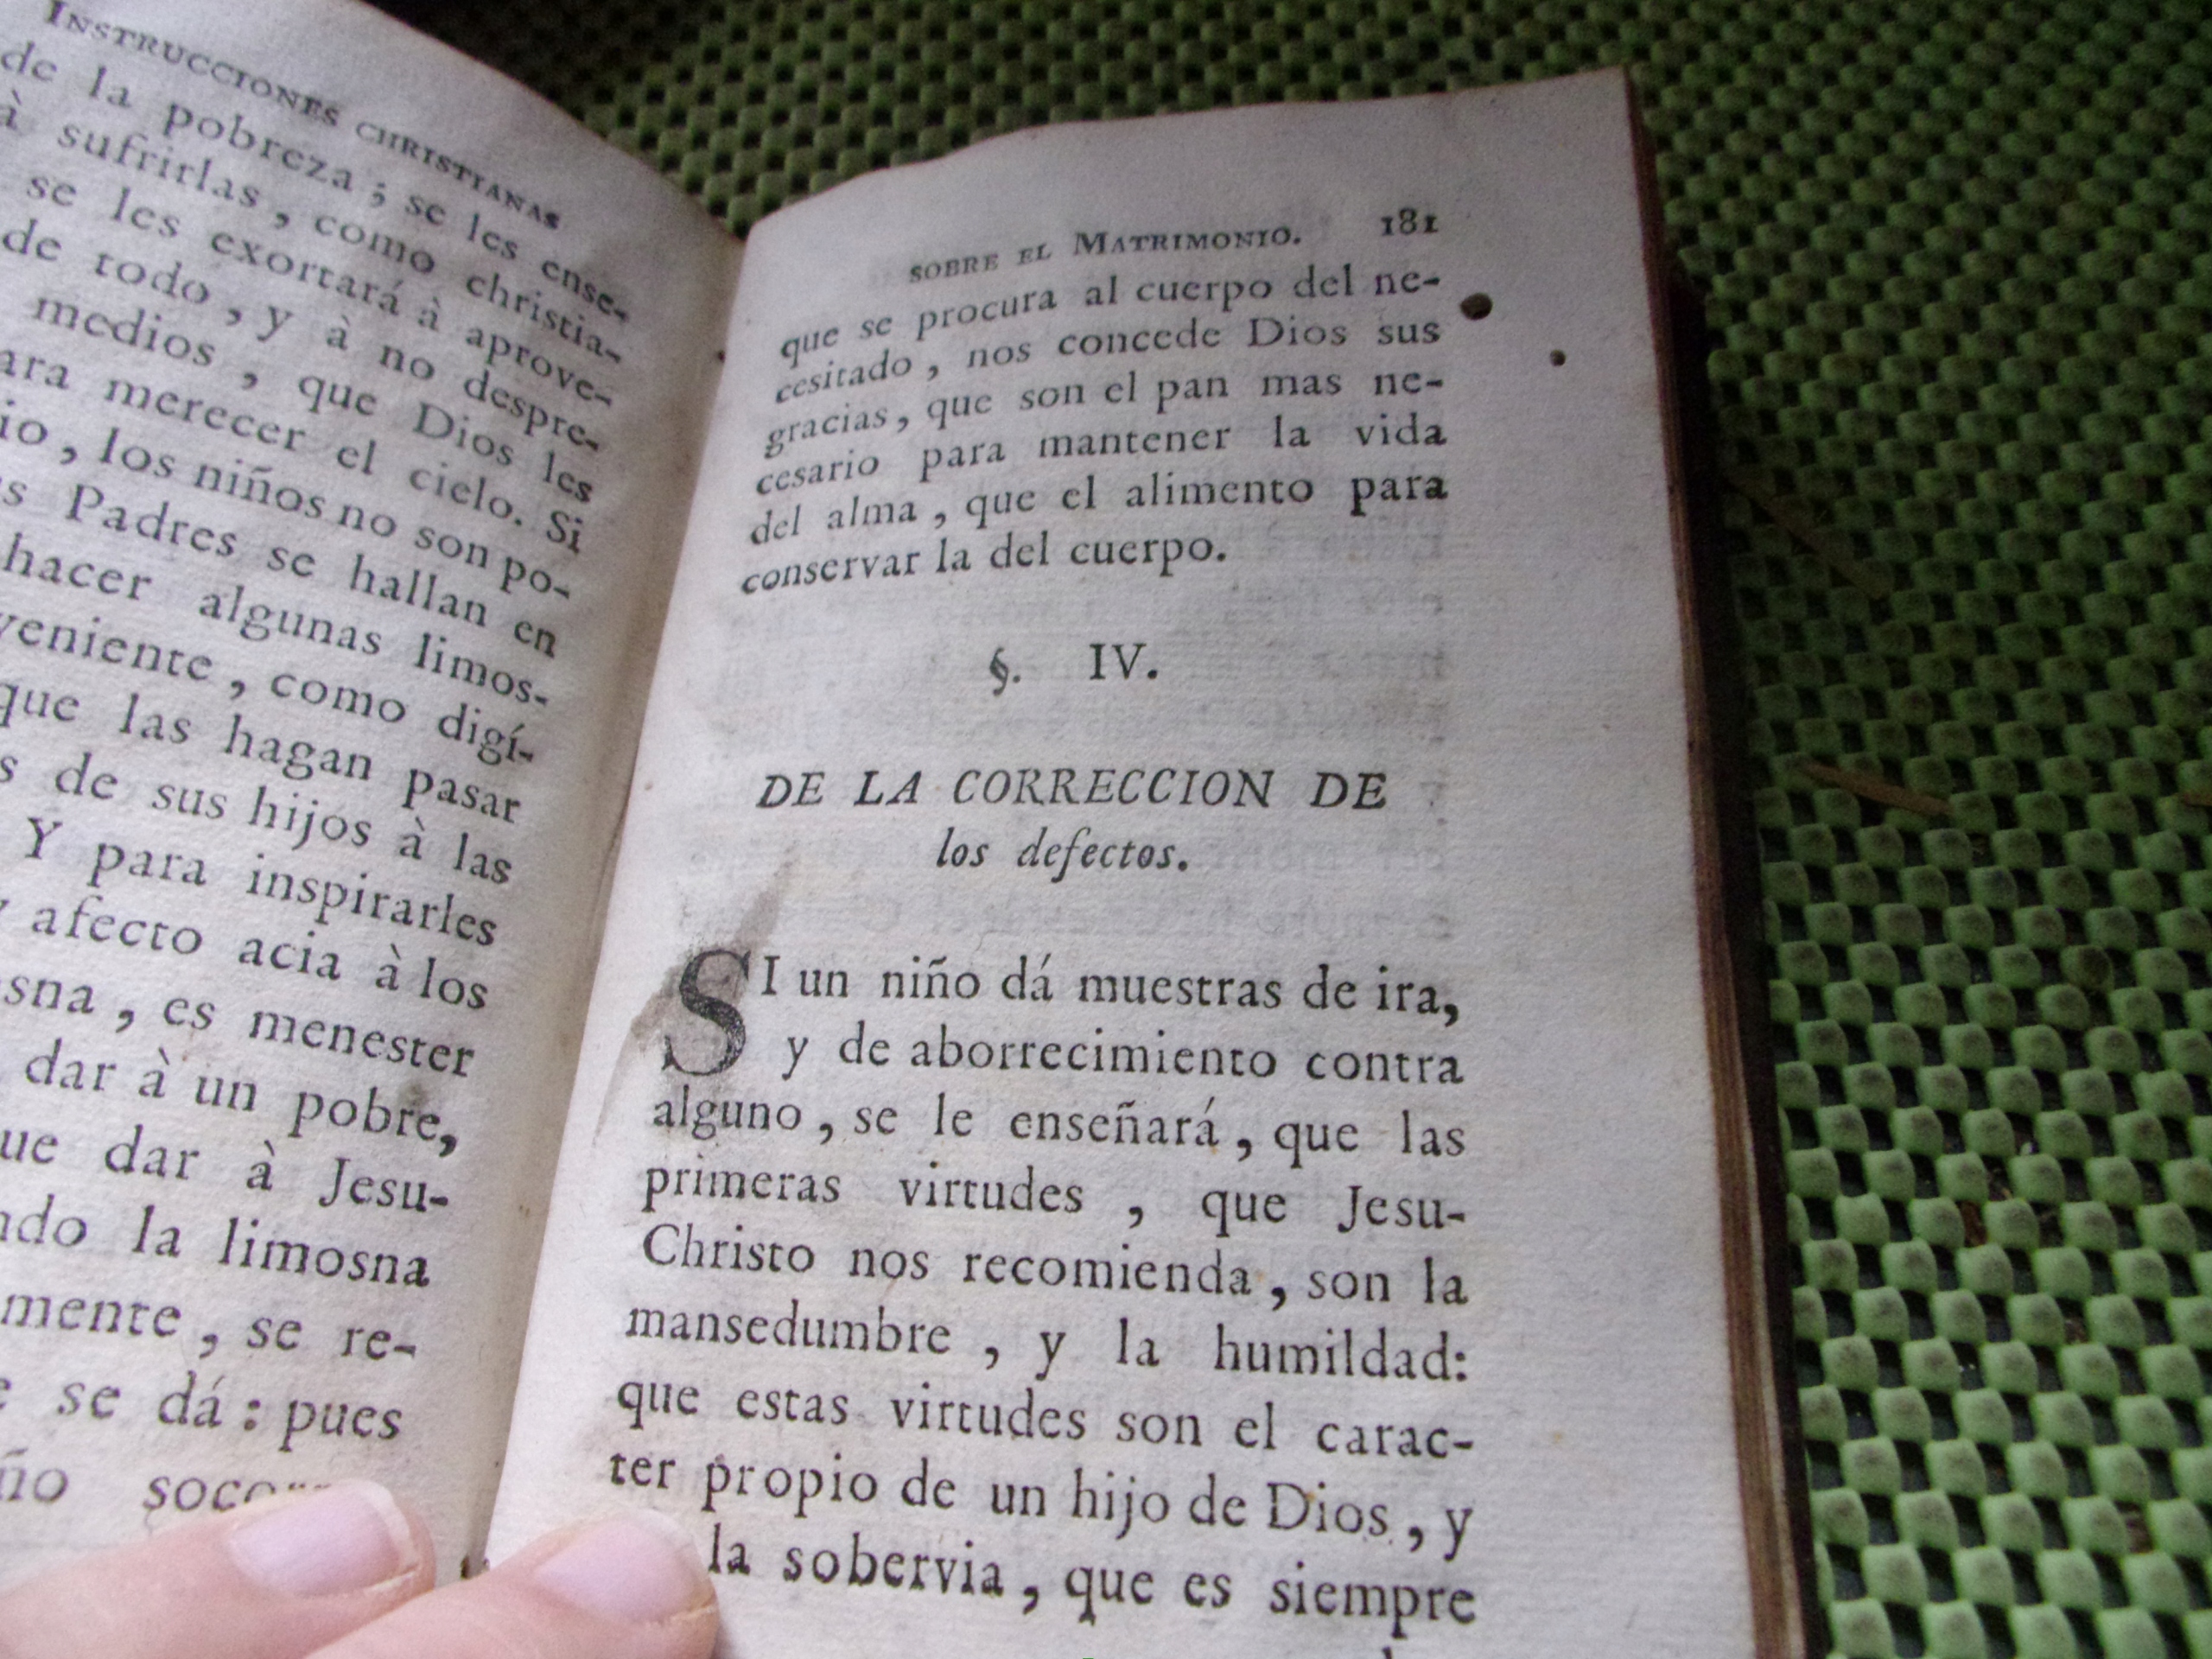 INSTRUCCIONES CHRISTIANAS
de la pobreza; se les ense-
à sufrirlas, como christia-
se les exortará à aprove-
de todo, y à no despre-
medios, que Dios les
merecer el cielo. Si
los niños no son po-
Padres se hallan en
hacer algunas limos-
como digí-
que las hagan pasar
de sus hijos à las
Y para inspirarles
afecto acia à los
es menester
dar à un pobre,
dar à Jesu-
la limosna
se re-
se dá: pues
SOBRE EL MATRIMONIO. 181
que se procura al cuerpo del ne-
cesitado, nos concede Dios sus
gracias, que son el pan mas ne-
cesario para mantener la vida
del alma, que el alimento para
conservar la del cuerpo.
§. IV.
DE LA CORRECCION DE
los defectos.
SI un niño dá muestras de ira,
y de aborrecimiento contra
alguno, se le enseñará, que las
primeras virtudes, que Jesu-
Christo nos recomienda, son la
mansedumbre, y la humildad:
que estas virtudes son el carac-
ter propio de un hijo de Dios, y
la sobervia, que es siempre